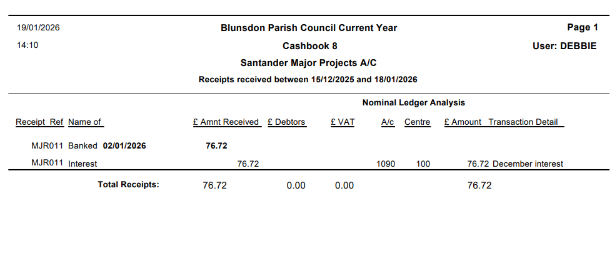 19/01/2026 Blunsdon Parish Council Current Year Page 1
14:10 Cashbook 8 User: DEBBIE
Santander Major Projects A/C
Receipts received between 15/12/2025 and 18/01/2026
Nominal Ledger Analysis
Receipt Ref Name of £ Amnt Received £ Debtors £ VAT A/c Centre £ Amount Transaction Detail
MJR011 Banked 02/01/2026 76.72
MJR011 Interest 76.72 1090 100 76.72 December interest
Total Receipts: 76.72 0.00 0.00 76.72